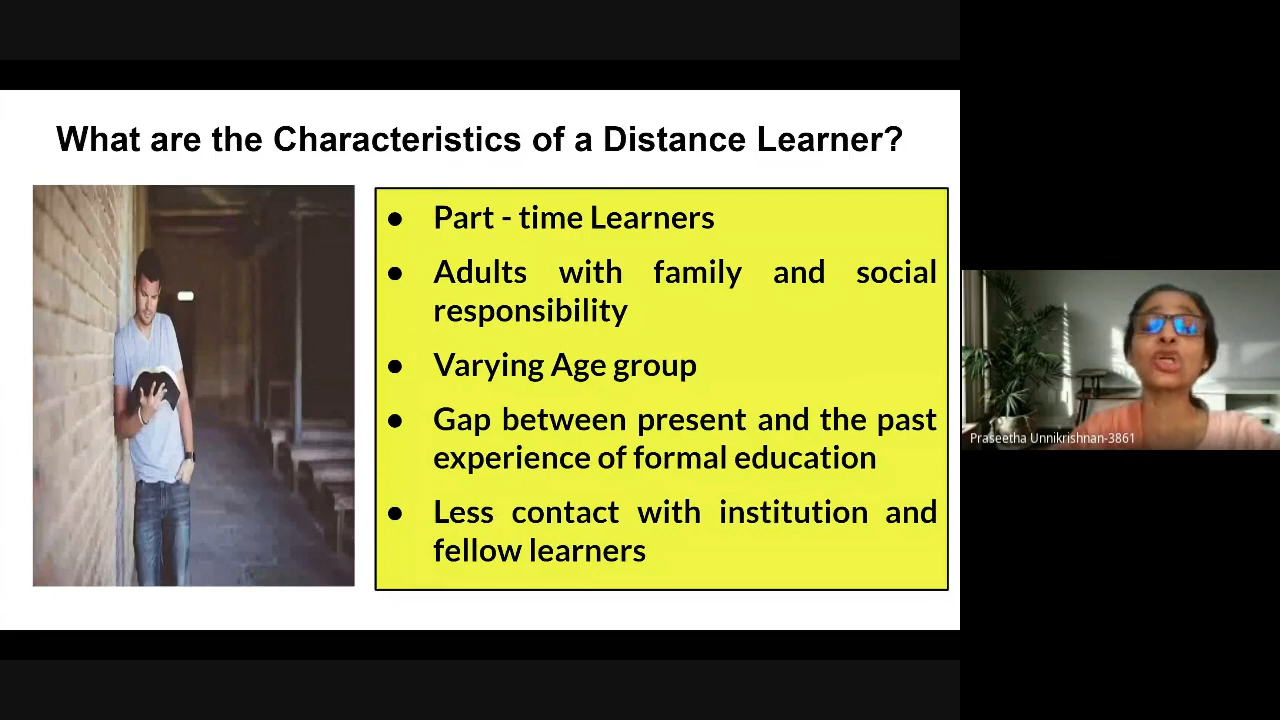 What are the Characteristics of a Distance Learner?
● Part - time Learners
● Adults with family and social
responsibility
● Varying Age group
● Gap between present and the past
experience of formal education
● Less contact with institution and
fellow learners
Praseetha Unnikrishnan-3861